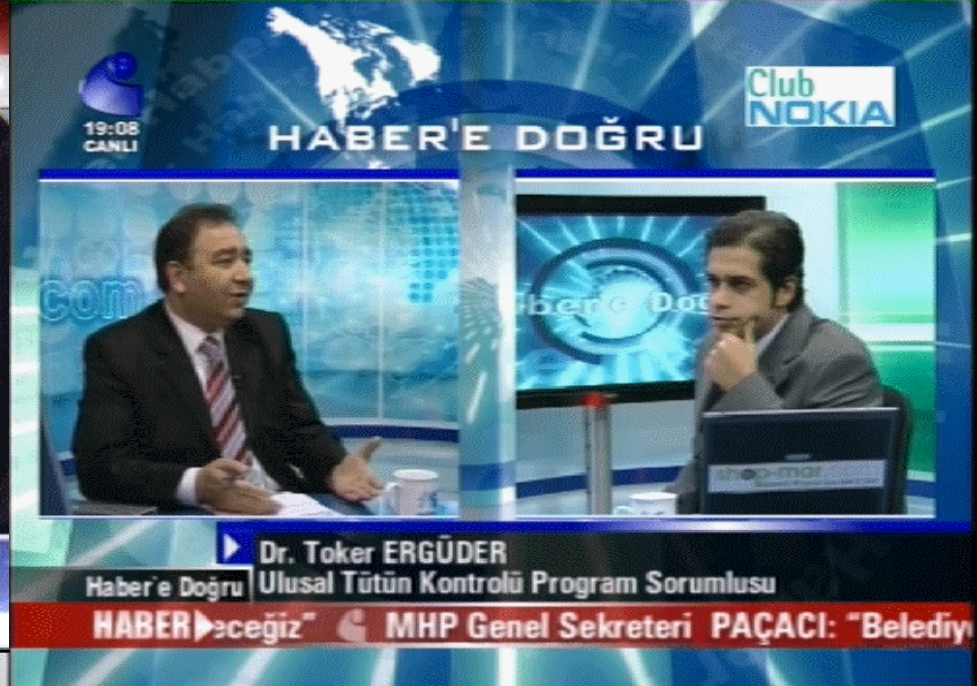 19:08
CANLI
HABER'E DOĞRU
Club
NOKIA
com
Dr. Toker ERGÜDER
Haber'e Doğru
Ulusal Tütün Kontrolü Program Sorumlusu
HABER eceğiz" MHP Genel Sekreteri PAÇACI: "Belediy